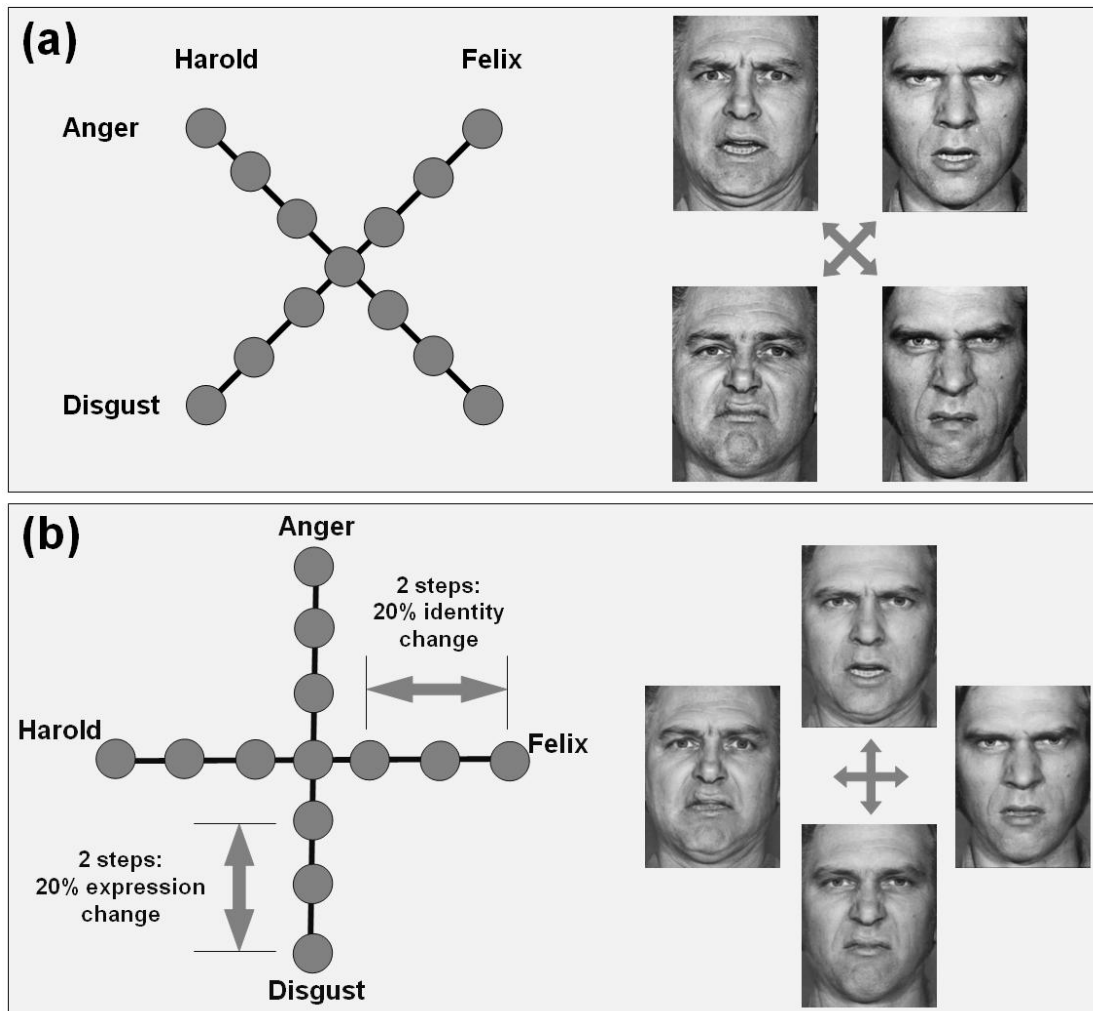 (a)
Harold
Felix
Anger
Disgust
(b)
Anger
2 steps:
20% identity
change
Harold
Felix
2 steps:
20% expression
change
Disgust